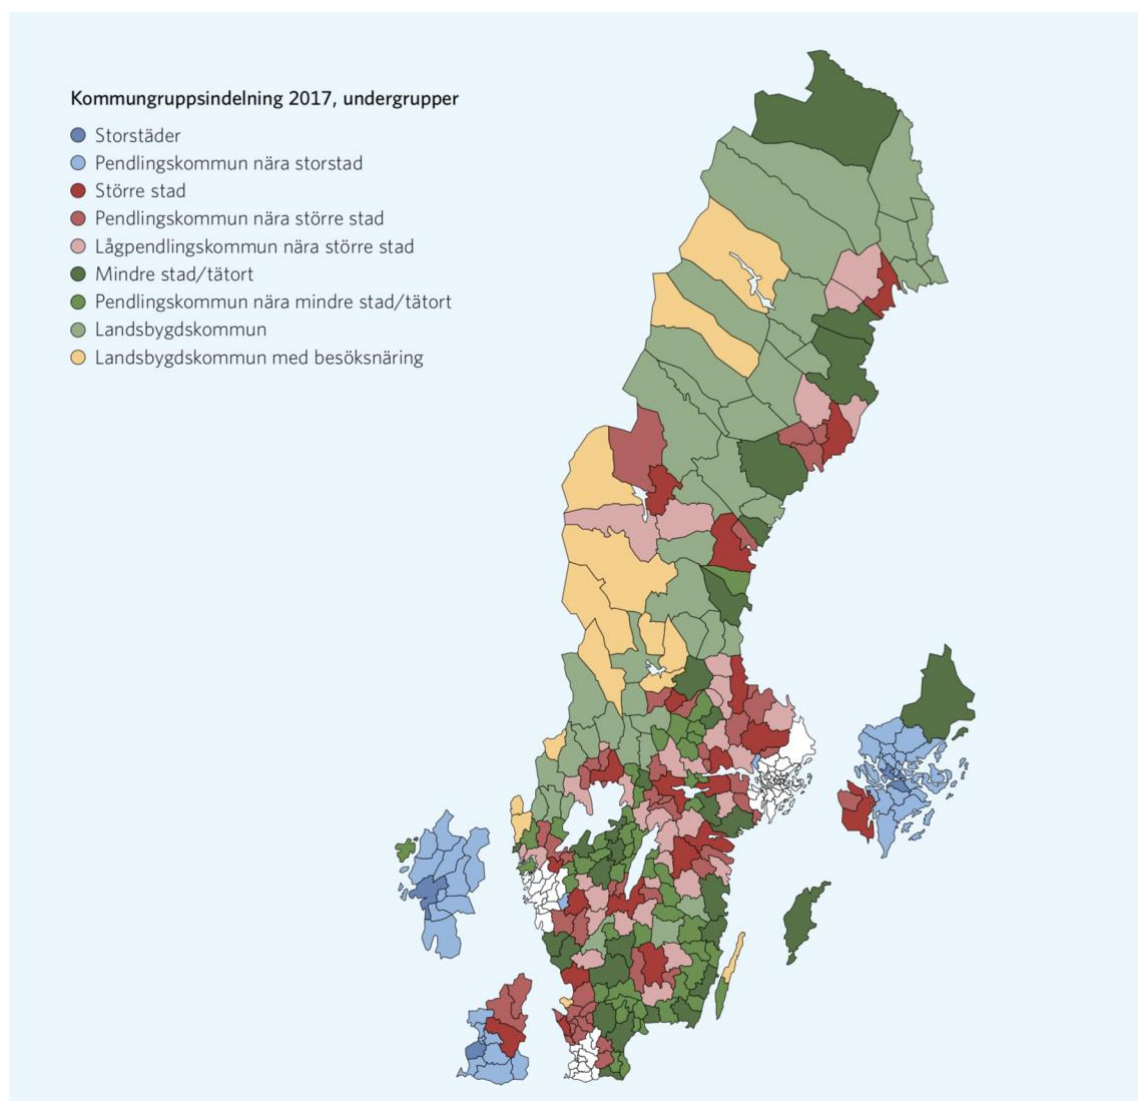 Kommungruppsindelning 2017, undergrupper
Storstäder
Pendlingskommun nära storstad
Större stad
Pendlingskommun nära större stad
Lågpendlingskommun nära större stad
Mindre stad/tätort
Pendlingskommun nära mindre stad/tätort
Landsbygdskommun
Landsbygdskommun med besöksnäring